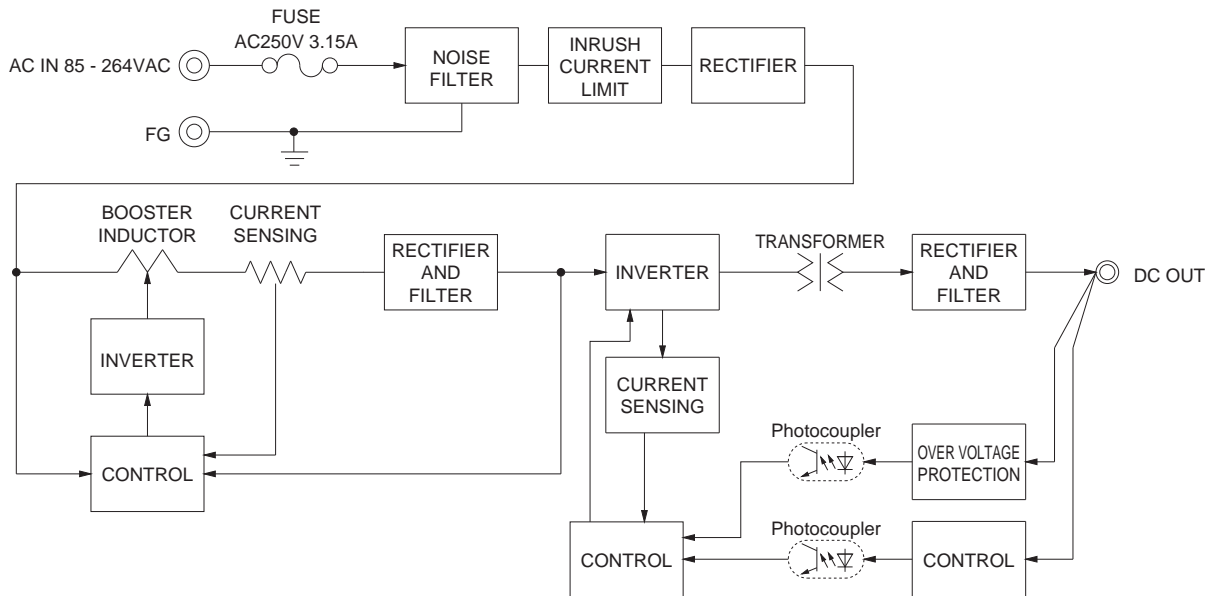 FUSE
AC250V 3.15A
AC IN 85 - 264VAC
NOISE
FILTER
INRUSH
CURRENT
LIMIT
RECTIFIER
FG
BOOSTER
INDUCTOR
CURRENT
SENSING
RECTIFIER
AND
FILTER
INVERTER
TRANSFORMER
RECTIFIER
AND
FILTER
DC OUT
INVERTER
CURRENT
SENSING
CONTROL
Photocoupler
OVER VOLTAGE
PROTECTION
CONTROL
Photocoupler
CONTROL